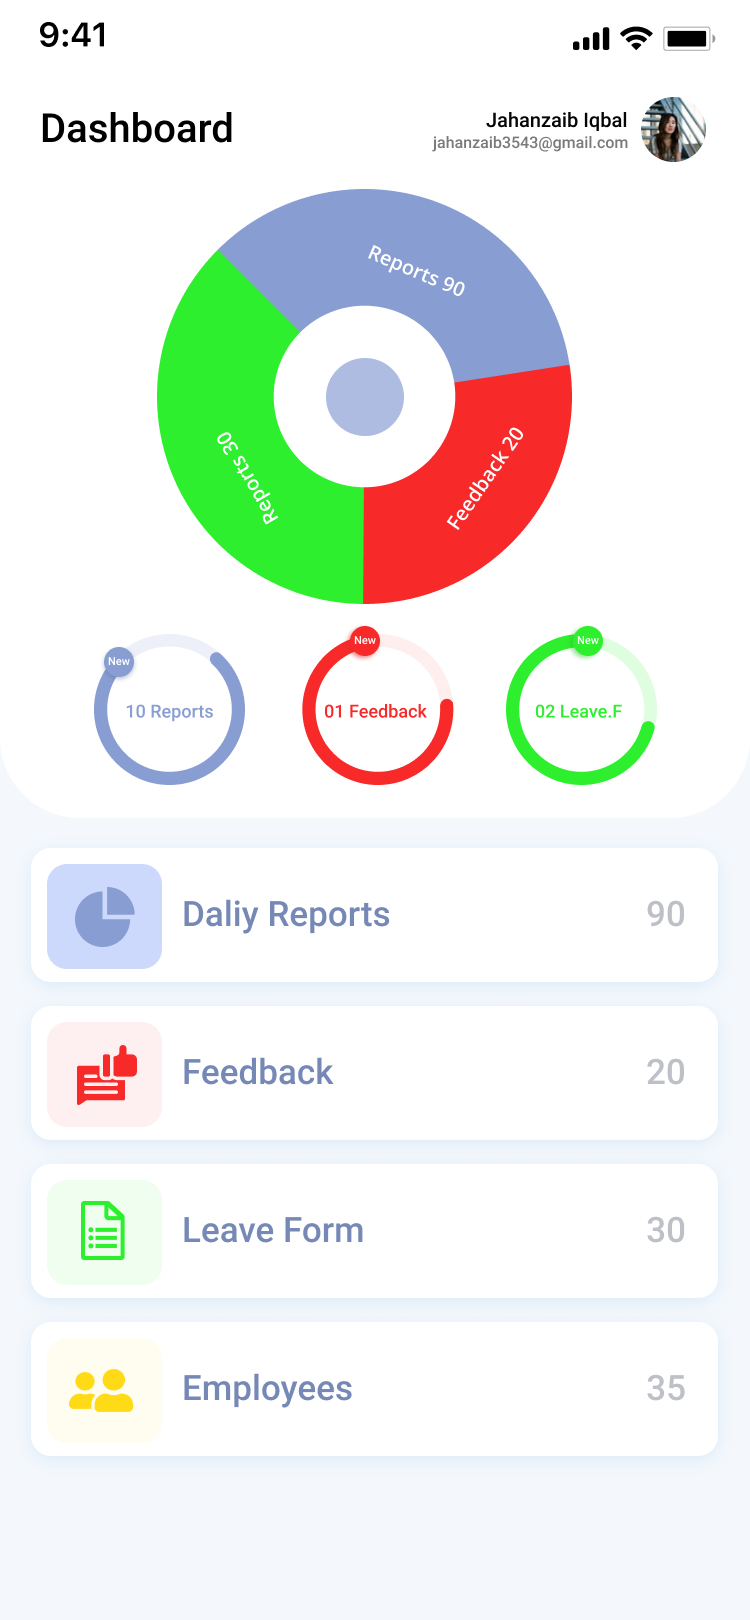 9:41
Dashboard
Jahanzaib Iqbal
jahanzaib3543@gmail.com
Reports 90
Reports 30
Feedback 20
New
New
New
10 Reports
01 Feedback
02 Leave.F
Daliy Reports
90
Feedback
20
Leave Form
30
Employees
35